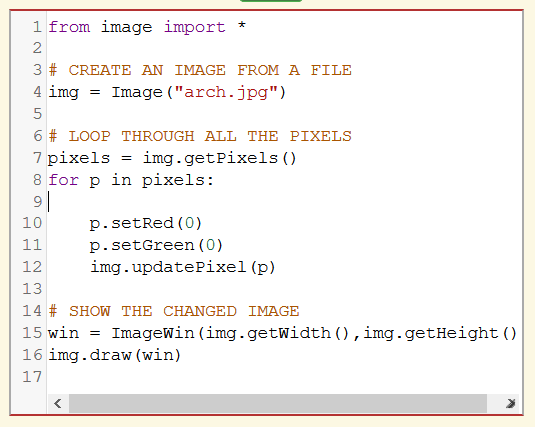 1 from image import *
2
3 # CREATE AN IMAGE FROM A FILE
4 img = Image("arch.jpg")
5
6 # LOOP THROUGH ALL THE PIXELS
7 pixels = img.getPixels()
8 for p in pixels:
9
10     p.setRed(0)
11     p.setGreen(0)
12     img.updatePixel(p)
13
14 # SHOW THE CHANGED IMAGE
15 win = ImageWin(img.getWidth(),img.getHeight()
16 img.draw(win)
17